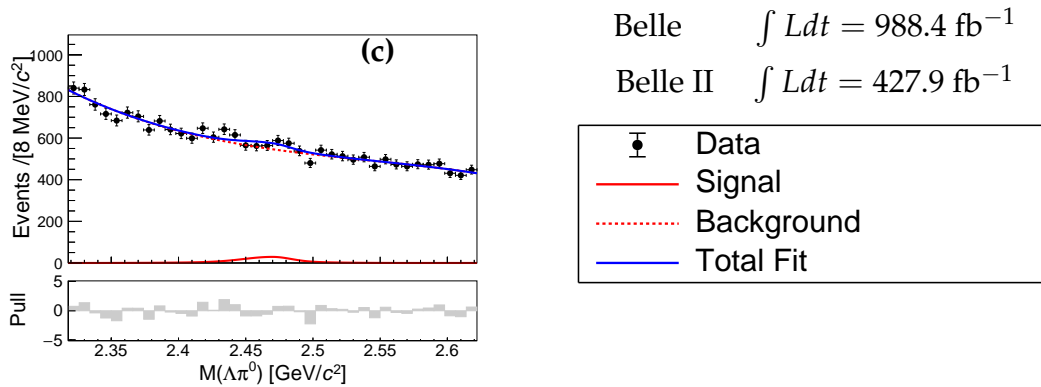 (c)
Events /[8 MeV/c²]
1000
800
600
400
200
0
Pull
5
0
−5
2.35 2.4 2.45 2.5 2.55 2.6
M(Λπ⁰) [GeV/c²]
Belle ∫ Ldt = 988.4 fb⁻¹
Belle II ∫ Ldt = 427.9 fb⁻¹
Data
Signal
Background
Total Fit